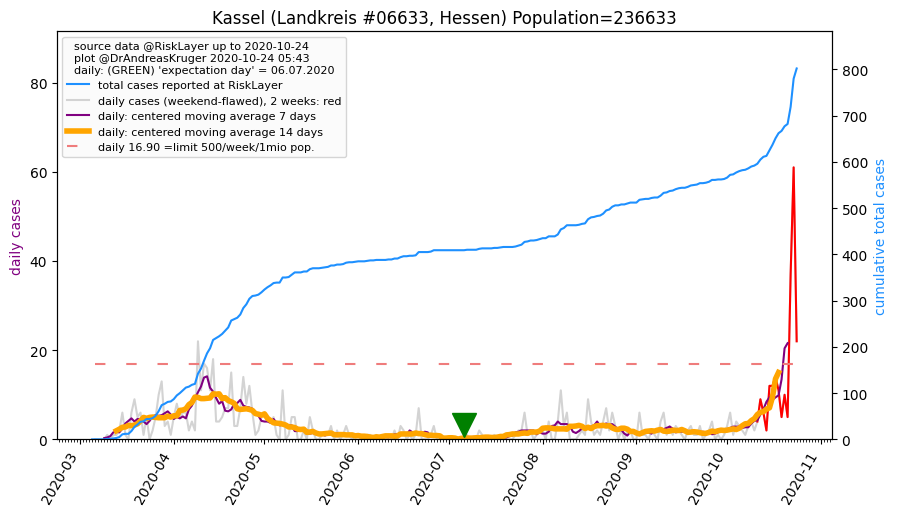 Kassel (Landkreis #06633, Hessen) Population=236633
source data @RiskLayer up to 2020-10-24
plot @DrAndreasKruger 2020-10-24 05:43
daily: (GREEN) 'expectation day' = 06.07.2020
total cases reported at RiskLayer
daily cases (weekend-flawed), 2 weeks: red
daily: centered moving average 7 days
daily: centered moving average 14 days
daily 16.90 =limit 500/week/1mio pop.
daily cases
80
60
40
20
0
cumulative total cases
800
700
600
500
400
300
200
100
0
2020-03
2020-04
2020-05
2020-06
2020-07
2020-08
2020-09
2020-10
2020-11